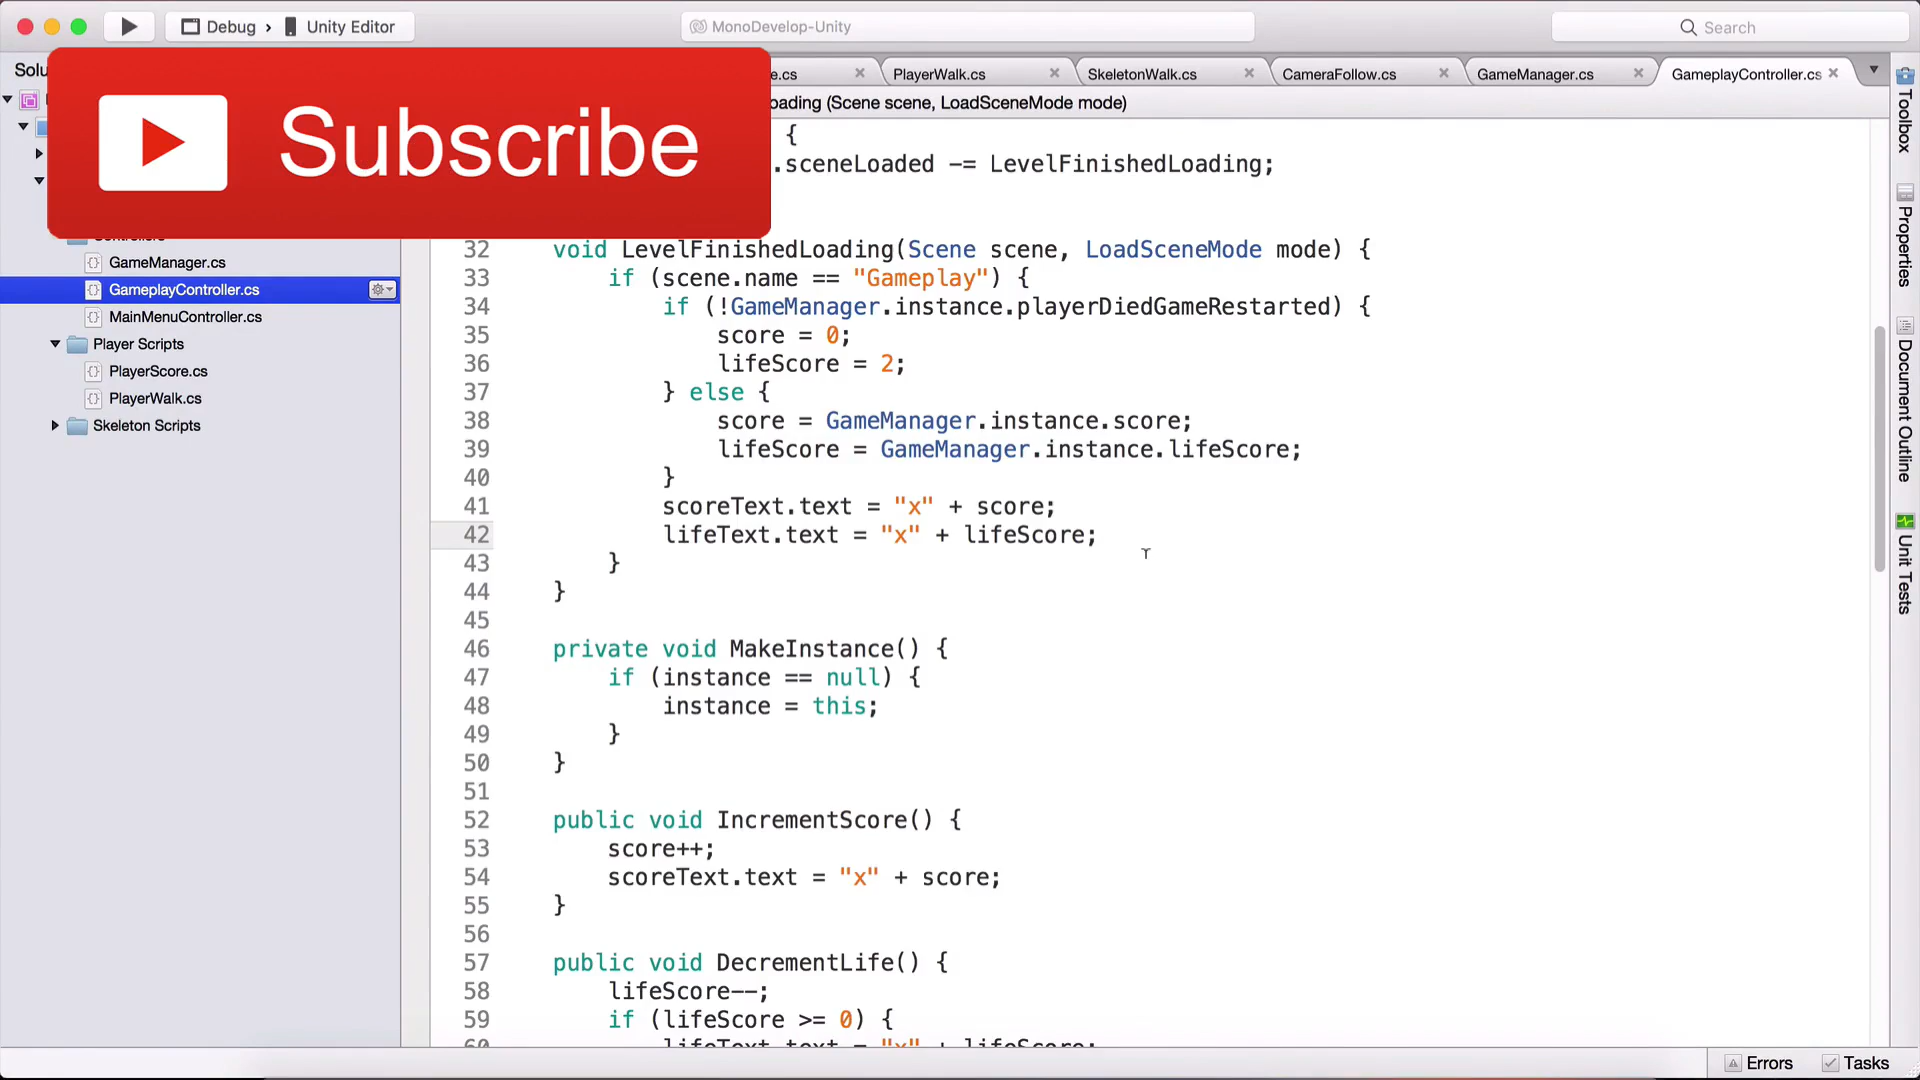 Debug › Unity Editor
MonoDevelop-Unity
Search
Solu
e.cs
PlayerWalk.cs
SkeletonWalk.cs
CameraFollow.cs
GameManager.cs
GameplayController.cs
oading (Scene scene, LoadSceneMode mode)
Subscribe
{
.sceneLoaded -= LevelFinishedLoading;
GameManager.cs
GameplayController.cs
MainMenuController.cs
Player Scripts
PlayerScore.cs
PlayerWalk.cs
Skeleton Scripts
32 void LevelFinishedLoading(Scene scene, LoadSceneMode mode) {
33 if (scene.name == "Gameplay") {
34 if (!GameManager.instance.playerDiedGameRestarted) {
35 score = 0;
36 lifeScore = 2;
37 } else {
38 score = GameManager.instance.score;
39 lifeScore = GameManager.instance.lifeScore;
40 }
41 scoreText.text = "x" + score;
42 lifeText.text = "x" + lifeScore;
43 }
44 }
45
46 private void MakeInstance() {
47 if (instance == null) {
48 instance = this;
49 }
50 }
51
52 public void IncrementScore() {
53 score++;
54 scoreText.text = "x" + score;
55 }
56
57 public void DecrementLife() {
58 lifeScore--;
59 if (lifeScore >= 0) {
60 lifeText.text = "x" + lifeScore;
Toolbox
Properties
Document Outline
Unit Tests
Errors
Tasks